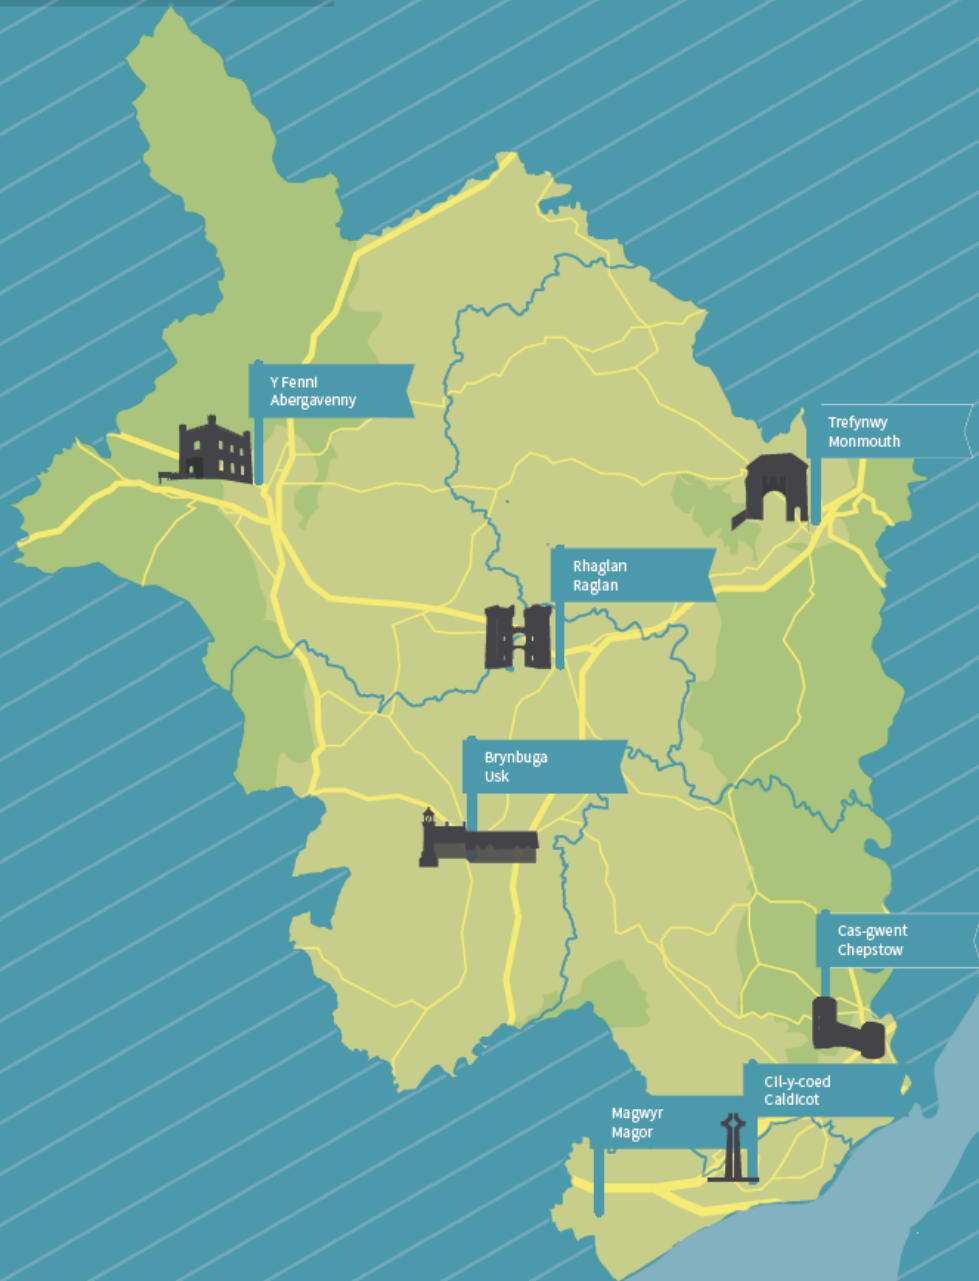 Y Fenni
Abergavenny
Trefynwy
Monmouth
Rhaglan
Raglan
Brynbuga
Usk
Cas-gwent
Chepstow
Cil-y-coed
Caldicot
Magwyr
Magor